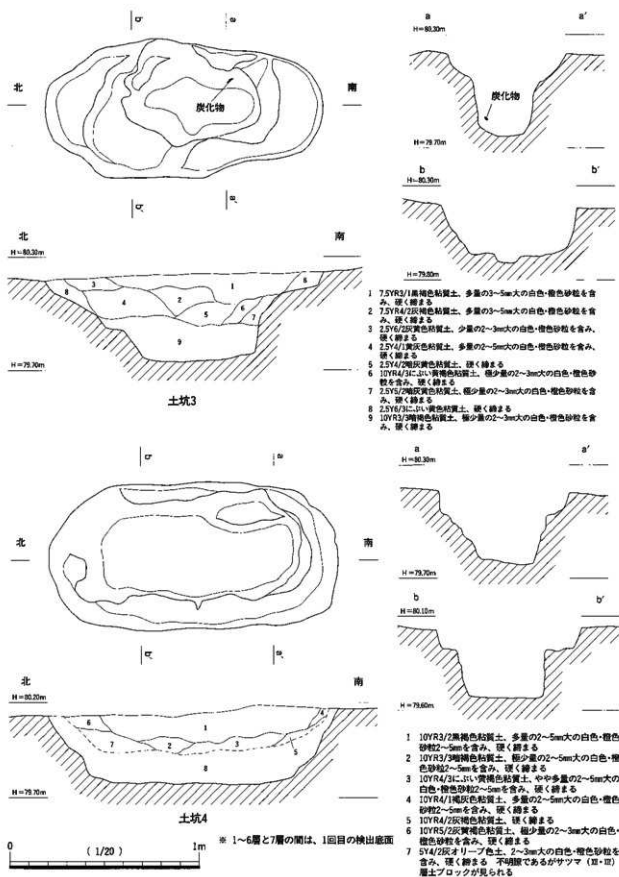 b
a
a
a′
H=80.30m
北
南
炭化物
炭化物
H=79.70m
b′
a′
b
b′
H=80.30m
北
南
H=80.30m
3
1
6
8
4
2
6
5
7
9
H=79.80m
H=79.70m
土坑3
1 7.5YR3/1黒褐色粘質土、多量の3〜5mm大の白色・橙色砂粒を含
み、硬く締まる
2 7.5YR4/2灰褐色粘質土、多量の3〜5mm大の白色・橙色砂粒を含
み、硬く締まる
3 2.5Y6/2灰黄色粘質土、少量の2〜3mm大の白色・橙色砂粒を含み、
硬く締まる
4 2.5Y4/1黄灰色粘質土、多量の2〜5mm大の白色・橙色砂粒を含み、
硬く締まる
5 2.5Y4/2暗灰黄色粘質土、硬く締まる
6 10YR4/3にぶい黄褐色粘質土、極少量の2〜3mm大の白色・橙色砂
粒を含み、硬く締まる
7 2.5Y5/2暗灰黄色粘質土、極少量の2〜3mm大の白色・橙色砂粒を含
み、硬く締まる
8 2.5Y6/3にぶい黄色粘質土、硬く締まる
9 10YR3/3暗褐色粘質土、極少量の2〜3mm大の白色・橙色砂粒を含
み、硬く締まる
b
a
a
a′
H=80.30m
北
南
H=79.70m
b
b′
H=80.10m
b′
a′
北
南
H=80.20m
6
1
4
7
2
3
5
8
H=79.70m
H=79.60m
土坑4
1 10YR3/2黒褐色粘質土、多量の2〜5mm大の白色・橙色
砂粒2〜5mmを含み、硬く締まる
2 10YR3/3暗褐色粘質土、極少量の2〜5mm大の白色・橙
色砂粒2〜5mmを含み、硬く締まる
3 10YR4/3にぶい黄褐色粘質土、やや多量の2〜5mm大の
白色・橙色砂粒2〜5mmを含み、硬く締まる
4 10YR4/1褐灰色粘質土、多量の2〜5mm大の白色・橙色
砂粒2〜5mmを含み、硬く締まる
5 10YR4/2灰褐色粘質土、硬く締まる
6 10YR5/2灰黄褐色粘質土、極少量の2〜3mm大の白色・
橙色砂粒を含み、硬く締まる
7 5Y4/2灰オリーブ色土、2〜3mm大の白色・橙色砂粒を
含み、硬く締まる 不明瞭であるがサツマ(Ⅶ・Ⅷ)
層土ブロックが見られる
※ 1〜6層と7層の間は、1回目の検出底面
0 (1/20) 1m